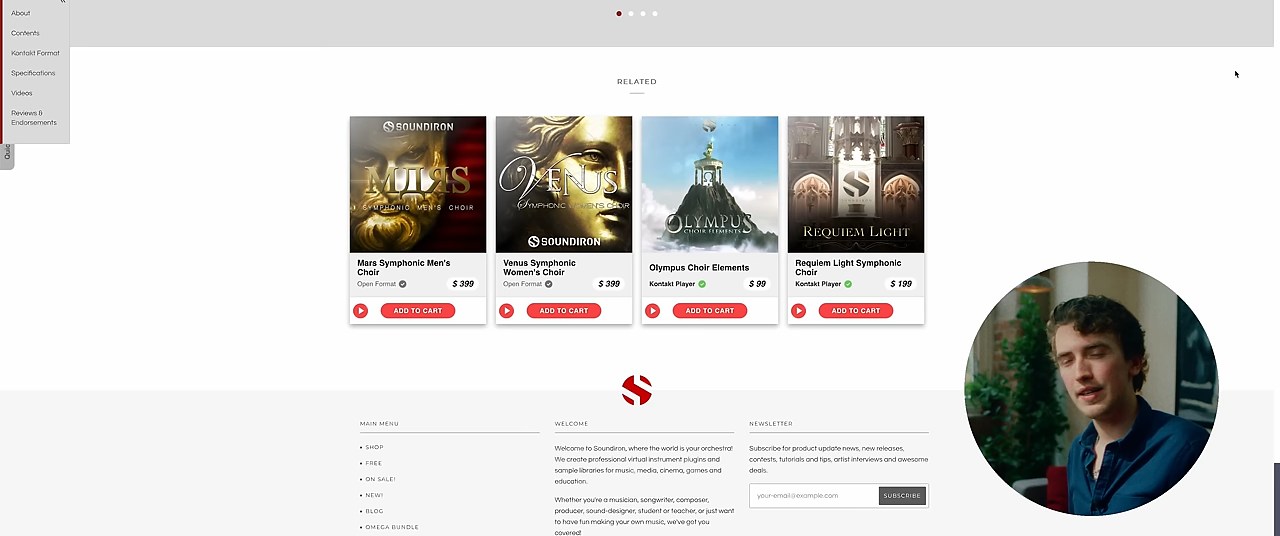 About
Contents
Kontakt Format
Specifications
Videos
Reviews &
Endorsements
RELATED
SOUNDIRON
MARS
SYMPHONIC MEN'S CHOIR
VENUS
SYMPHONIC WOMEN'S CHOIR
SOUNDIRON
OLYMPUS
CHOIR ELEMENTS
SOUNDIRON
REQUIEM LIGHT
Mars Symphonic Men's
Choir
Open Format
$ 399
ADD TO CART
Venus Symphonic
Women's Choir
Open Format
$ 399
ADD TO CART
Olympus Choir Elements
Kontakt Player
$ 99
ADD TO CART
Requiem Light Symphonic
Choir
Kontakt Player
$ 199
ADD TO CART
MAIN MENU
• SHOP
• FREE
• ON SALE!
• NEW!
• BLOG
• OMEGA BUNDLE
WELCOME
Welcome to Soundiron, where the world is your orchestra!
We create professional virtual instrument plugins and
sample libraries for music, media, cinema, games and
education.
Whether you're a musician, songwriter, composer,
producer, sound-designer, student or teacher, or just want
to have fun making your own music, we've got you
covered!
NEWSLETTER
Subscribe for product update news, new releases,
contests, tutorials and tips, artist interviews and awesome
deals.
your-email@example.com
SUBSCRIBE